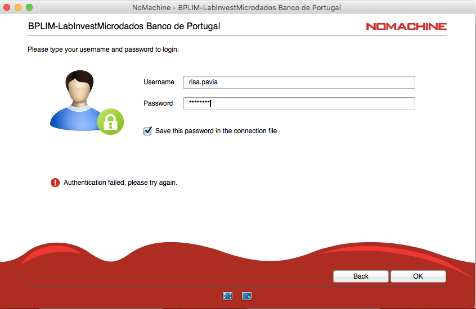 NoMachine - BPLIM-LabInvestMicrodados Banco de Portugal
BPLIM-LabInvestMicrodados Banco de Portugal
NOMACHINE
Please type your username and password to login.
Username
risa.pavia
Password
********
Save this password in the connection file
Authentication failed, please try again.
Back
OK